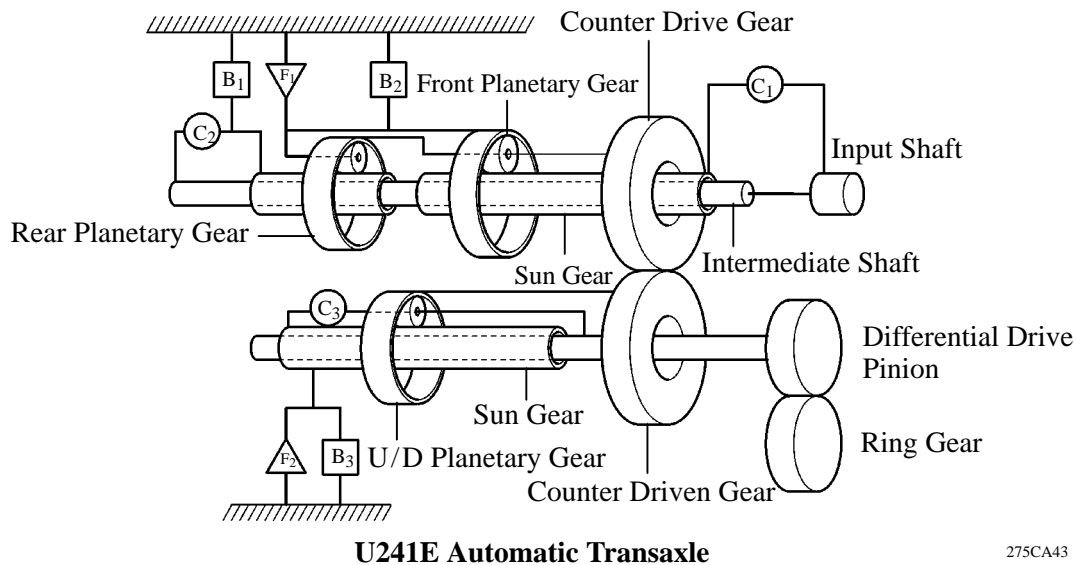 Counter Drive Gear
B1
F1
B2
Front Planetary Gear
C1
C2
Input Shaft
Rear Planetary Gear
Sun Gear
Intermediate Shaft
C3
Differential Drive
Pinion
Sun Gear
F2
B3
U/D Planetary Gear
Ring Gear
Counter Driven Gear
U241E Automatic Transaxle
275CA43